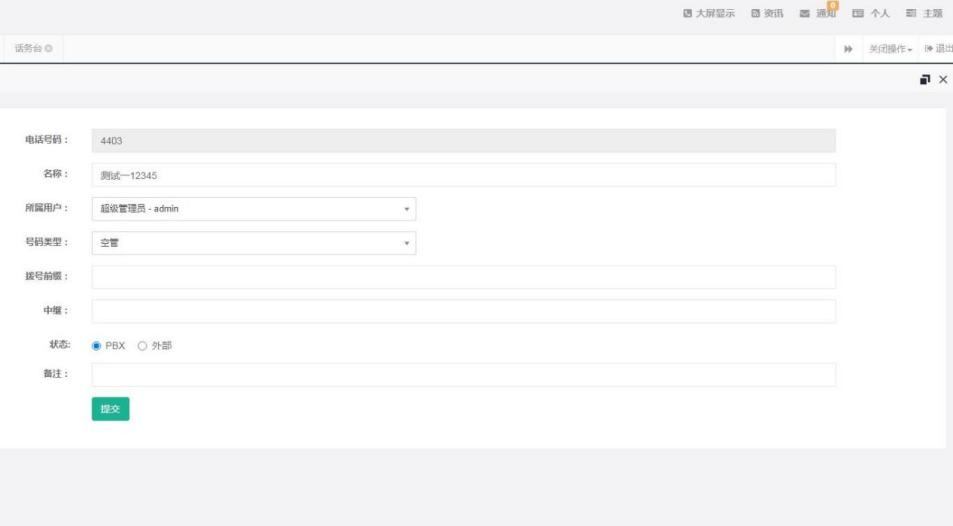 大屏显示 资讯 通知 0 个人 主题
话务台 关闭操作 退出
电话号码： 4403
名称： 测试一12345
所属用户： 超级管理员 - admin
号码类型： 空管
拨号前缀：
中继：
状态: PBX 外部
备注：
提交